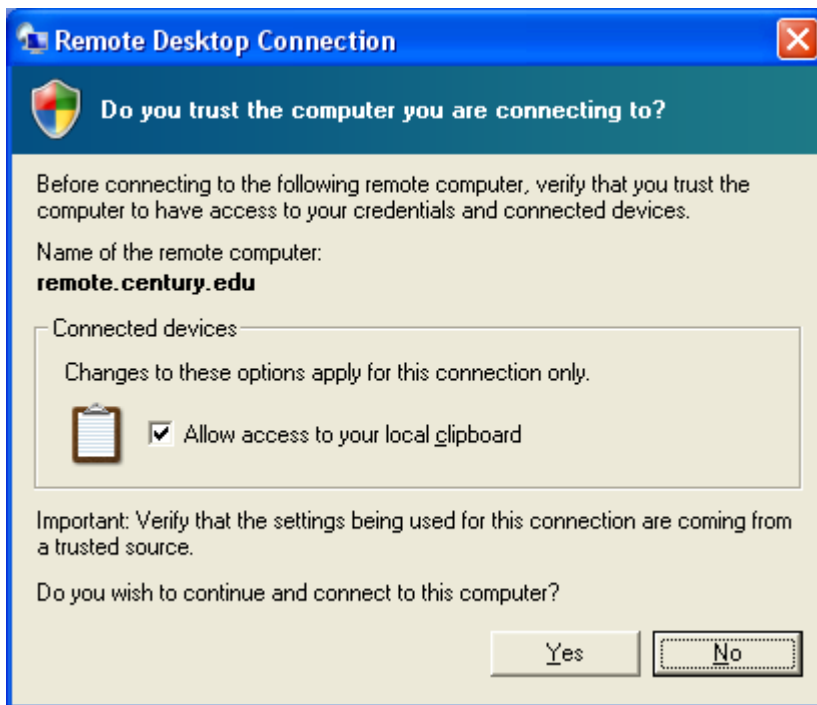 Remote Desktop Connection
Do you trust the computer you are connecting to?
Before connecting to the following remote computer, verify that you trust the
computer to have access to your credentials and connected devices.
Name of the remote computer:
remote.century.edu
Connected devices
Changes to these options apply for this connection only.
Allow access to your local clipboard
Important: Verify that the settings being used for this connection are coming from
a trusted source.
Do you wish to continue and connect to this computer?
Yes No